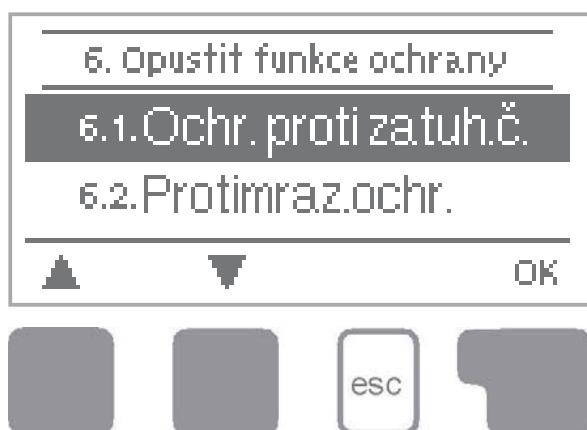 6. Opustit funkce ochrany
6.1.Ochr. proti zatuh.č.
6.2.Protimraz.ochr.
OK
esc